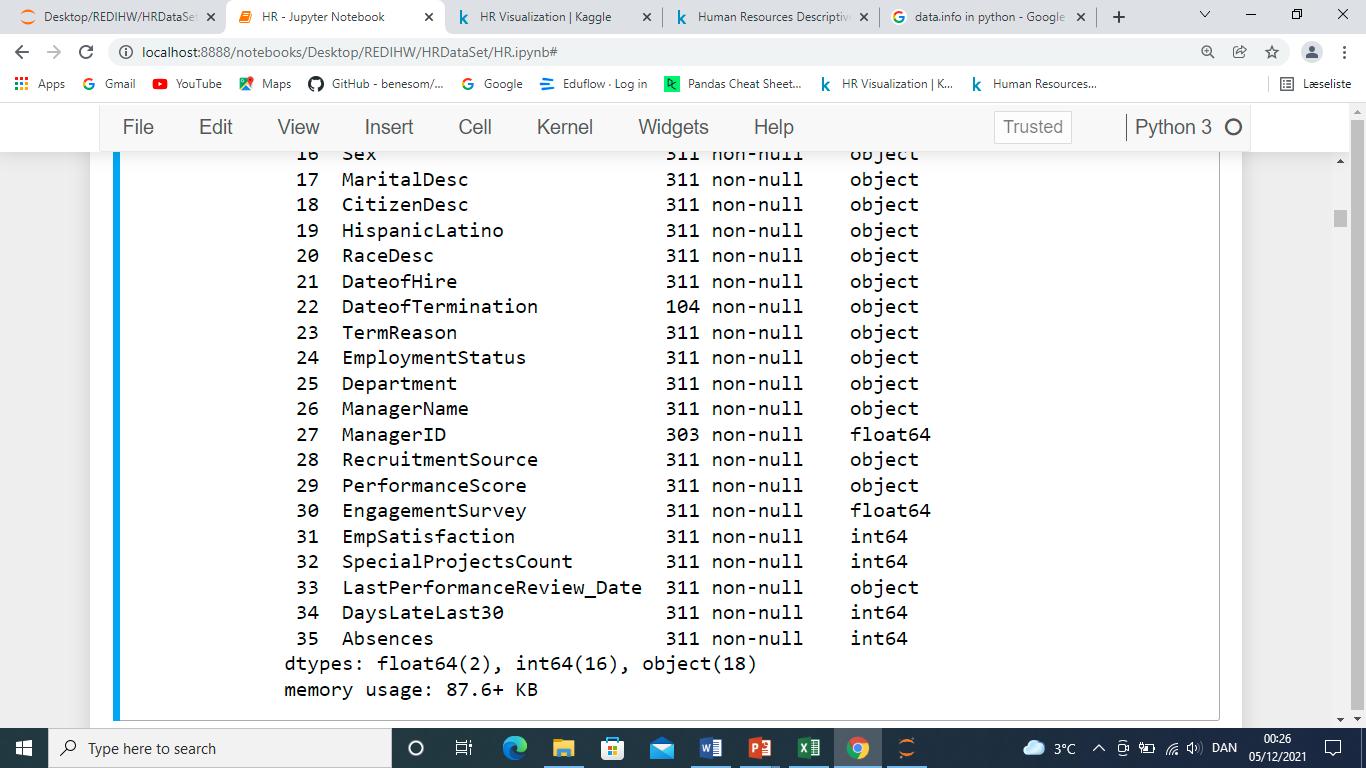 Desktop/REDIHW/HRDataSet
HR - Jupyter Notebook
HR Visualization | Kaggle
Human Resources Descriptiv
data.info in python - Google
localhost:8888/notebooks/Desktop/REDIHW/HRDataSet/HR.ipynb#
Apps Gmail YouTube Maps GitHub - benesom/... Google Eduflow · Log in Pandas Cheat Sheet... HR Visualization | K... Human Resources... Læseliste
File Edit View Insert Cell Kernel Widgets Help Trusted Python 3
16 Sex 311 non-null object
17 MaritalDesc 311 non-null object
18 CitizenDesc 311 non-null object
19 HispanicLatino 311 non-null object
20 RaceDesc 311 non-null object
21 DateofHire 311 non-null object
22 DateofTermination 104 non-null object
23 TermReason 311 non-null object
24 EmploymentStatus 311 non-null object
25 Department 311 non-null object
26 ManagerName 311 non-null object
27 ManagerID 303 non-null float64
28 RecruitmentSource 311 non-null object
29 PerformanceScore 311 non-null object
30 EngagementSurvey 311 non-null float64
31 EmpSatisfaction 311 non-null int64
32 SpecialProjectsCount 311 non-null int64
33 LastPerformanceReview_Date 311 non-null object
34 DaysLateLast30 311 non-null int64
35 Absences 311 non-null int64
dtypes: float64(2), int64(16), object(18)
memory usage: 87.6+ KB
Type here to search
3°C
DAN
00:26
05/12/2021